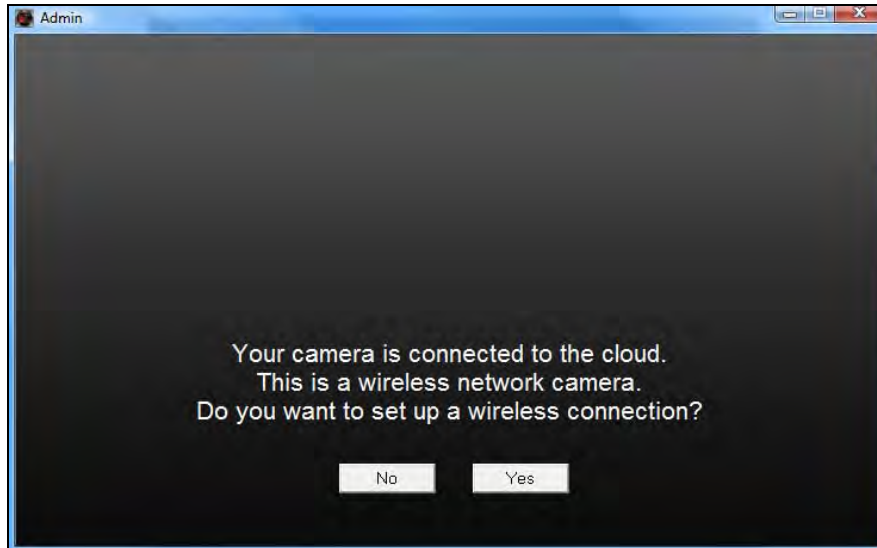 Admin
Your camera is connected to the cloud.
This is a wireless network camera.
Do you want to set up a wireless connection?
No Yes